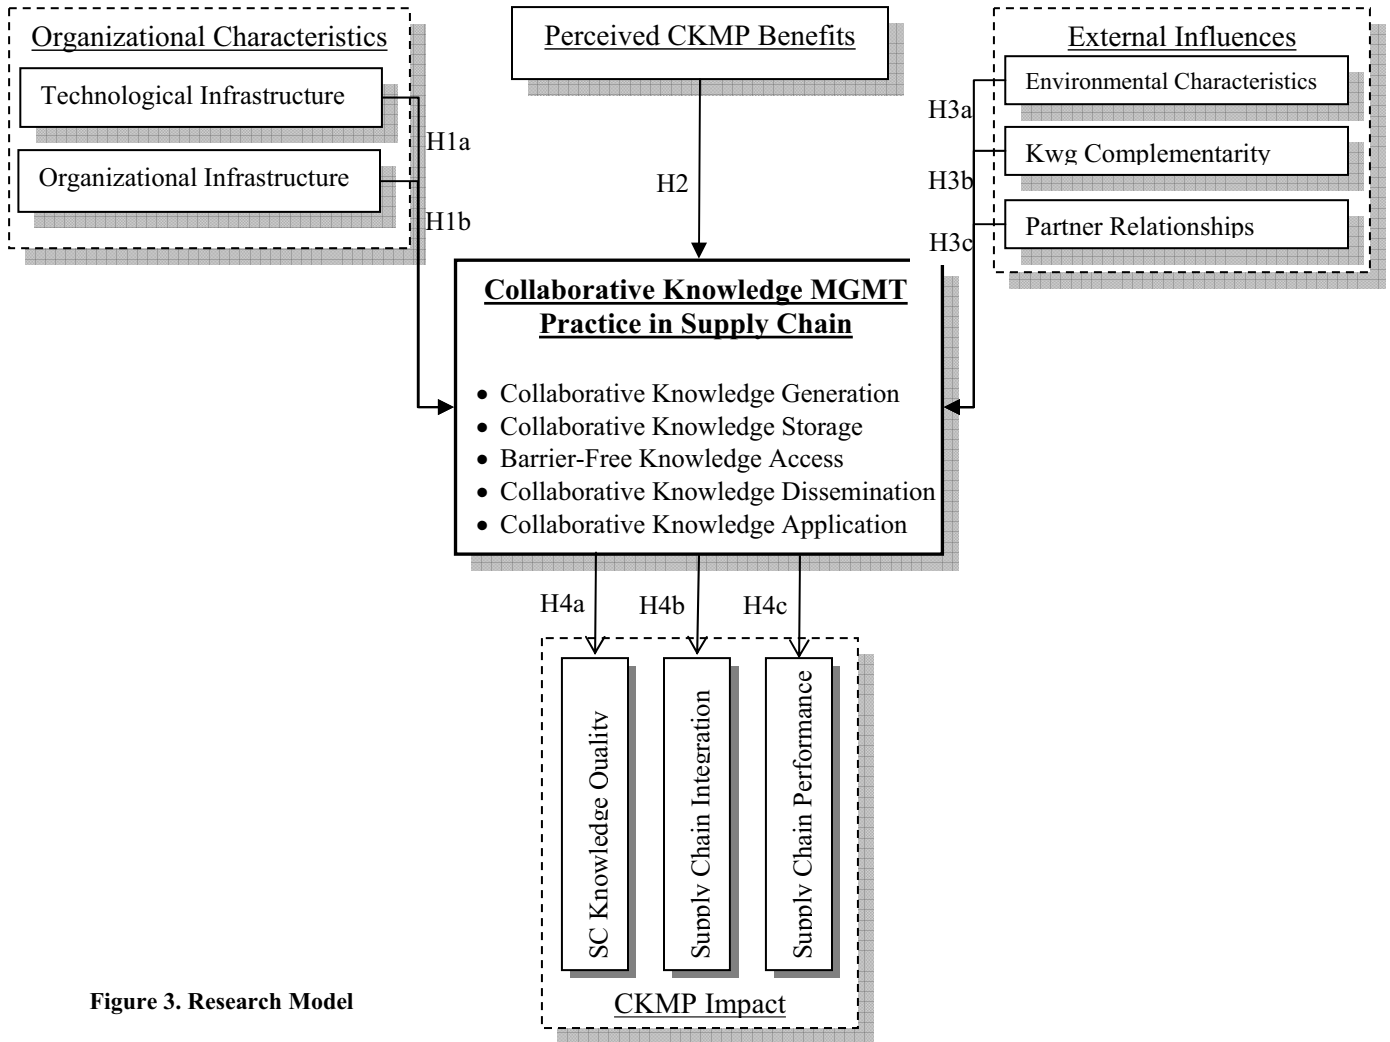 Organizational Characteristics
Technological Infrastructure
Organizational Infrastructure
H1a
H1b
Perceived CKMP Benefits
H2
External Influences
Environmental Characteristics
Kwg Complementarity
Partner Relationships
H3a
H3b
H3c
Collaborative Knowledge MGMT
Practice in Supply Chain
• Collaborative Knowledge Generation
• Collaborative Knowledge Storage
• Barrier-Free Knowledge Access
• Collaborative Knowledge Dissemination
• Collaborative Knowledge Application
H4a
H4b
H4c
SC Knowledge Quality
Supply Chain Integration
Supply Chain Performance
CKMP Impact
Figure 3. Research Model